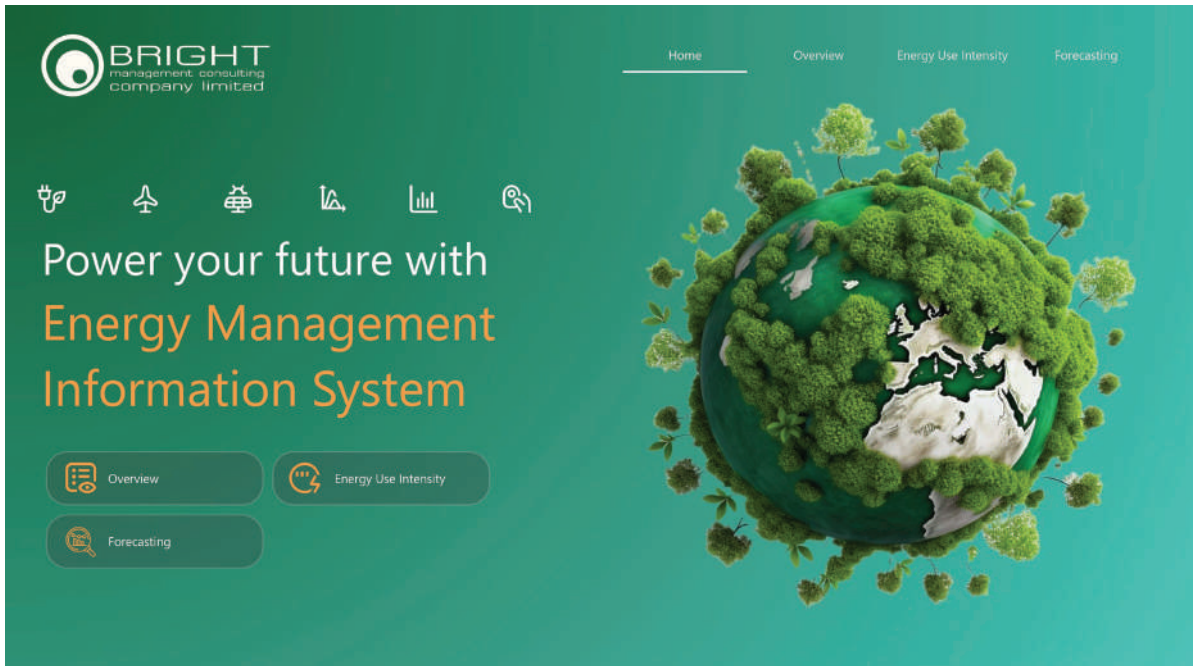 BRIGHT
management consulting
company limited
Home
Overview
Energy Use Intensity
Forecasting
Power your future with
Energy Management
Information System
Overview
Energy Use Intensity
Forecasting